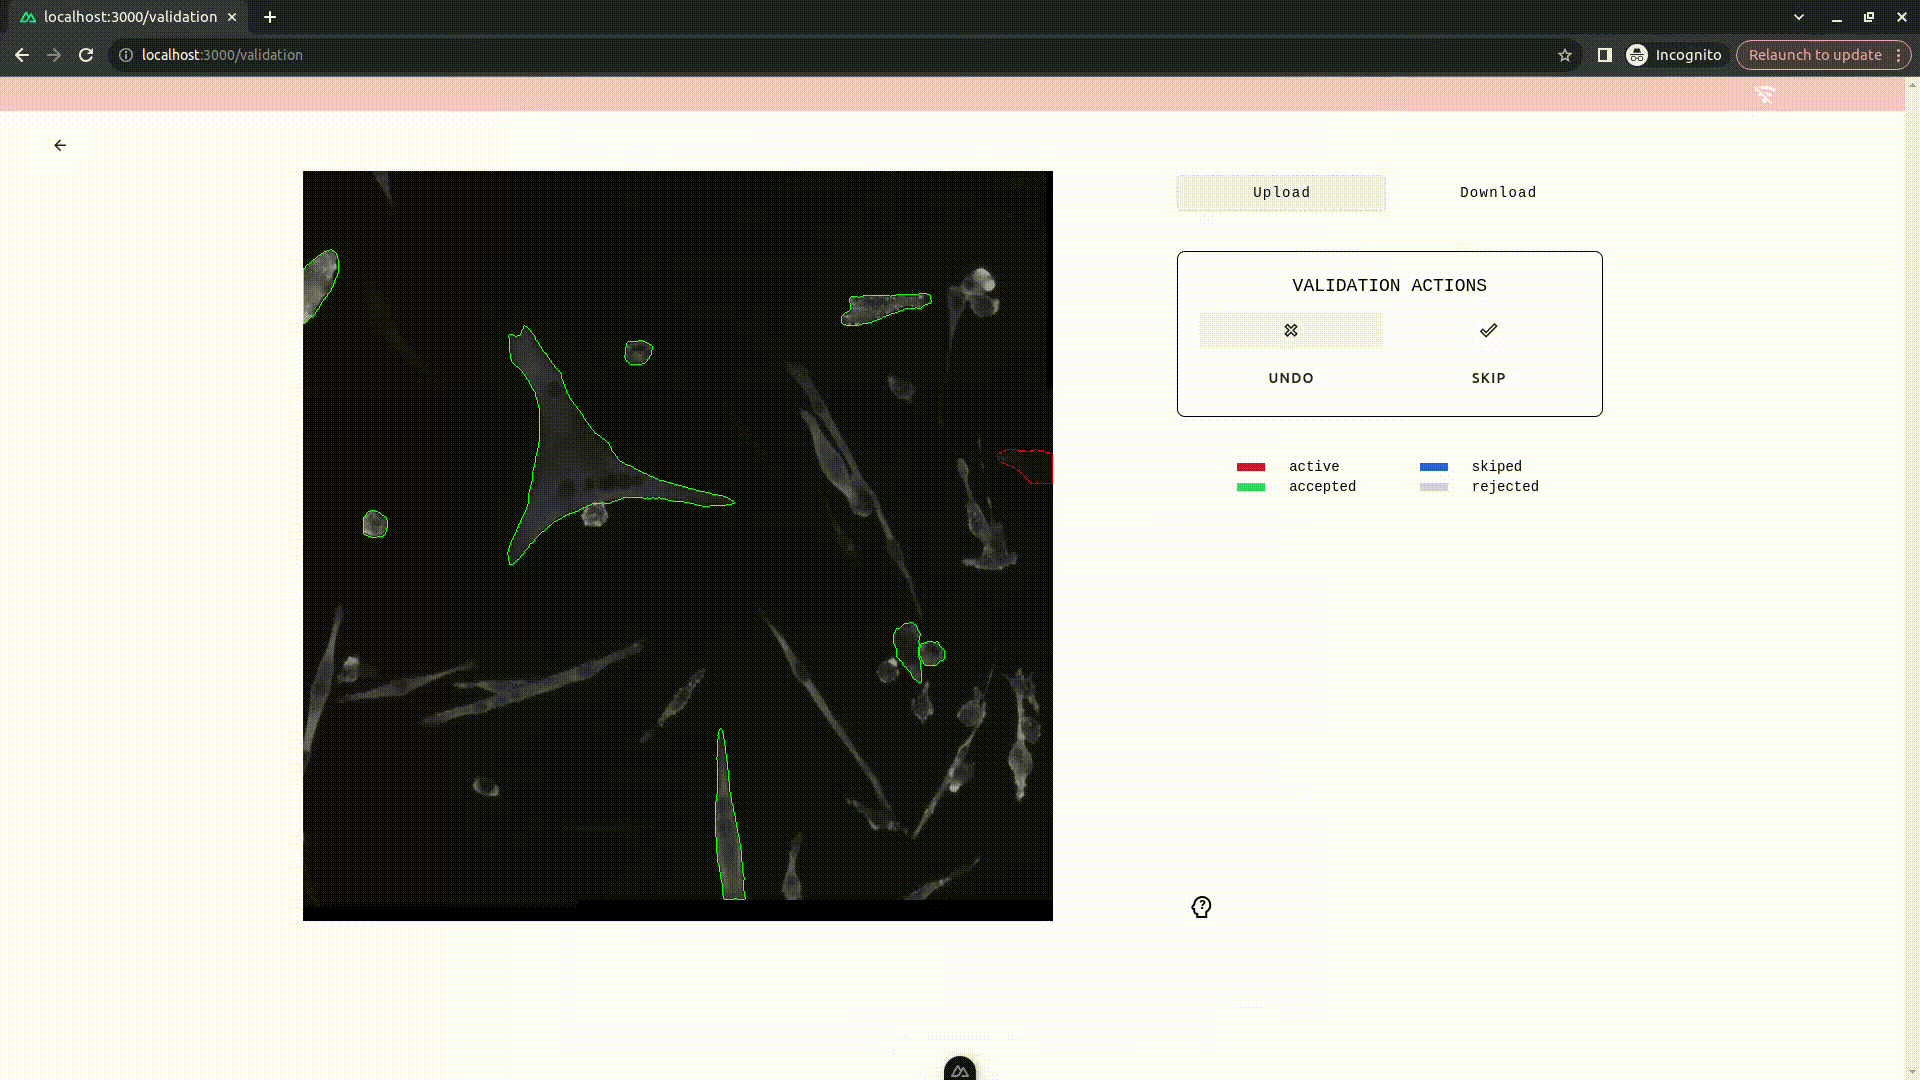 localhost:3000/validation
localhost:3000/validation
Incognito
Relaunch to update
Upload
Download
VALIDATION ACTIONS
UNDO
SKIP
active
skiped
accepted
rejected